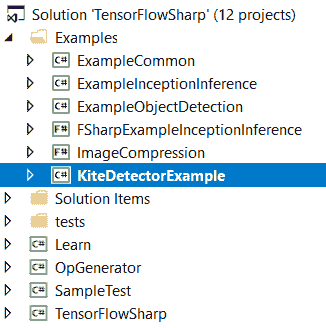 Solution 'TensorFlowSharp' (12 projects)
Examples
C# ExampleCommon
C# ExampleInceptionInference
C# ExampleObjectDetection
F# FSharpExampleInceptionInference
F# ImageCompression
C# KiteDetectorExample
Solution Items
tests
C# Learn
C# OpGenerator
C# SampleTest
C# TensorFlowSharp